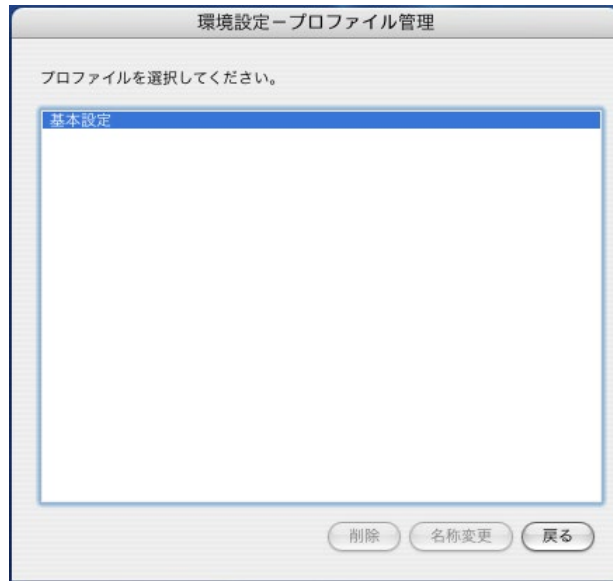 環境設定－プロファイル管理
プロファイルを選択してください。
基本設定
削除
名称変更
戻る